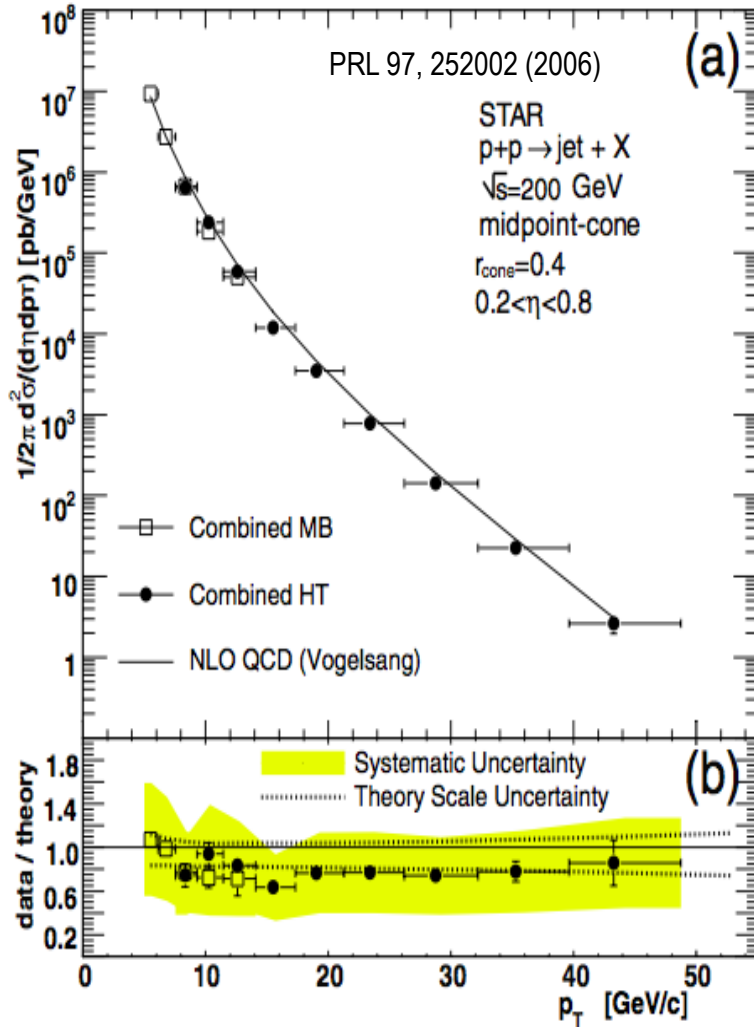 PRL 97, 252002 (2006)
(a)
STAR
p+p → jet + X
√s=200 GeV
midpoint-cone
r_cone=0.4
0.2<η<0.8
1/2π d²σ/(dηdp_T) [pb/GeV]
10⁸
10⁷
10⁶
10⁵
10⁴
10³
10²
10
1
Combined MB
Combined HT
NLO QCD (Vogelsang)
(b)
Systematic Uncertainty
Theory Scale Uncertainty
data / theory
1.8
1.4
1.0
0.6
0.2
0 10 20 30 40 50
p_T [GeV/c]